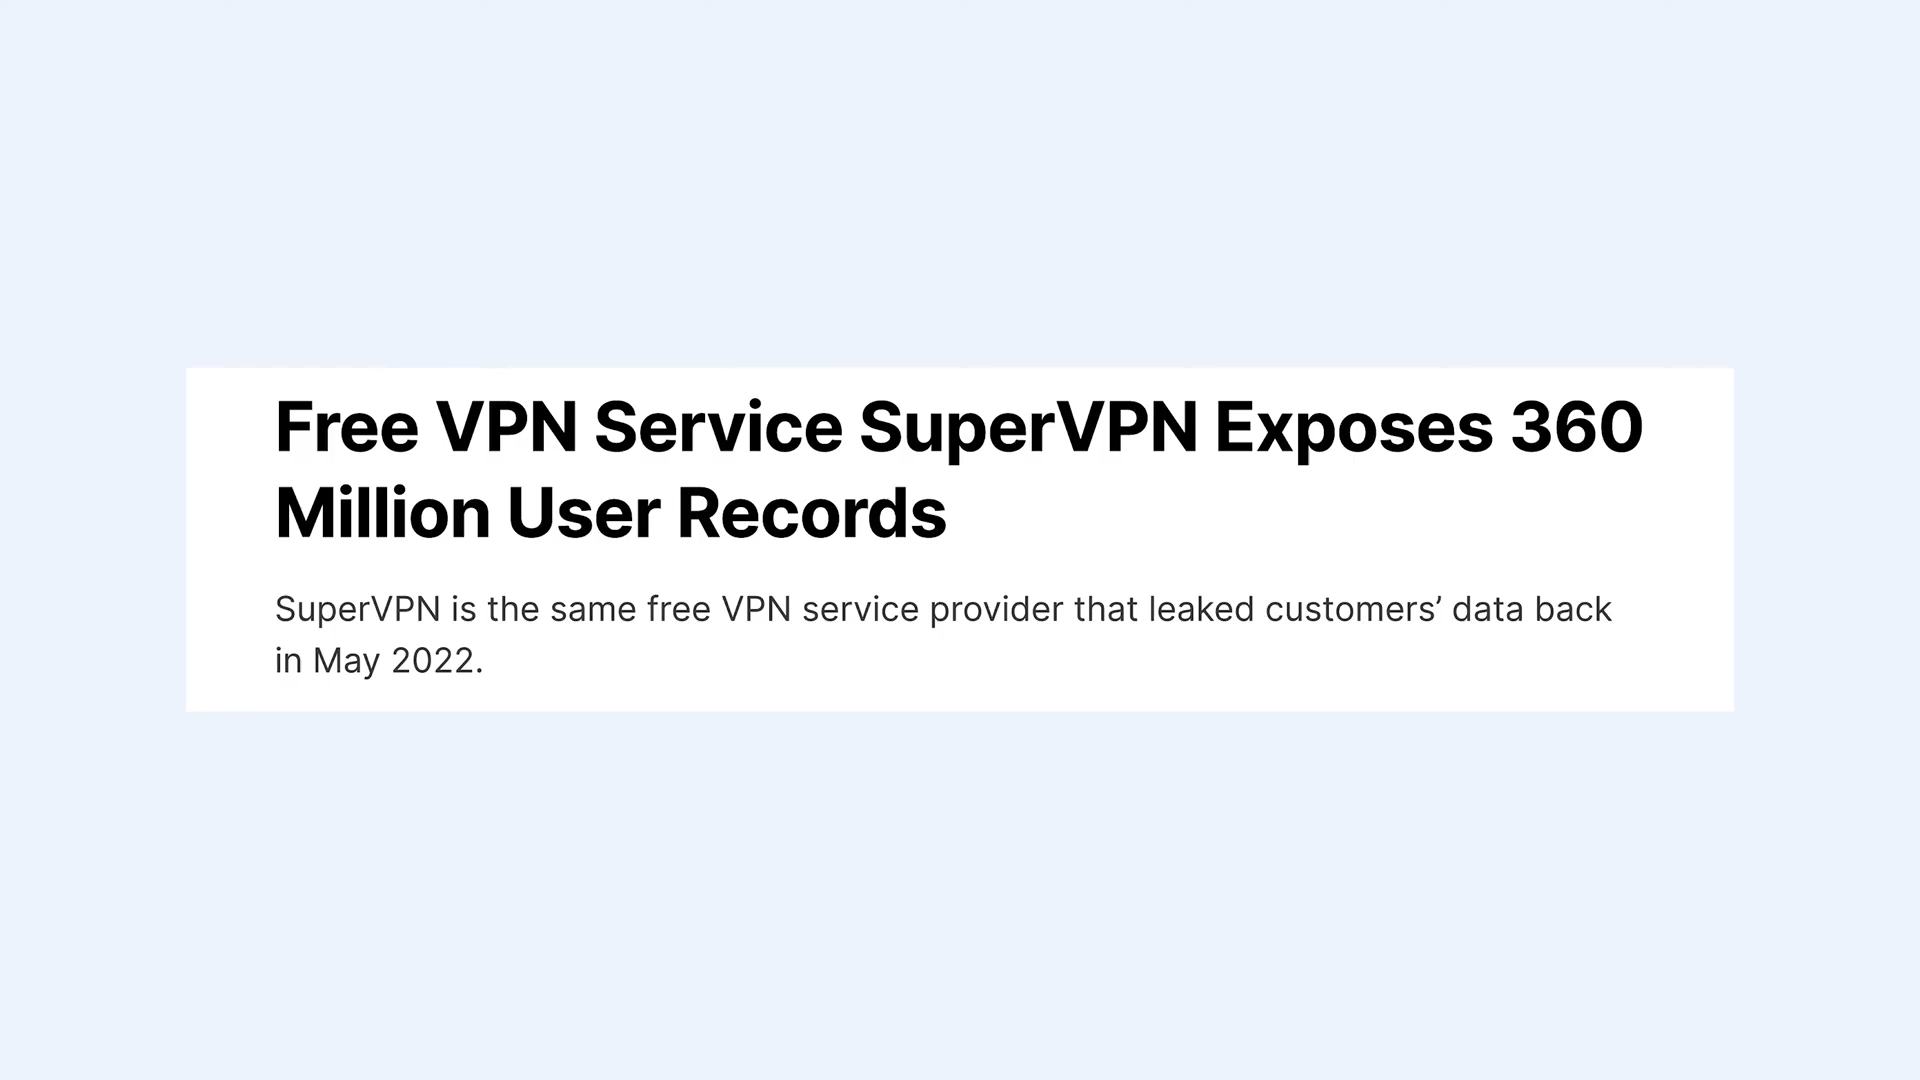 Free VPN Service SuperVPN Exposes 360
Million User Records
SuperVPN is the same free VPN service provider that leaked customers’ data back
in May 2022.